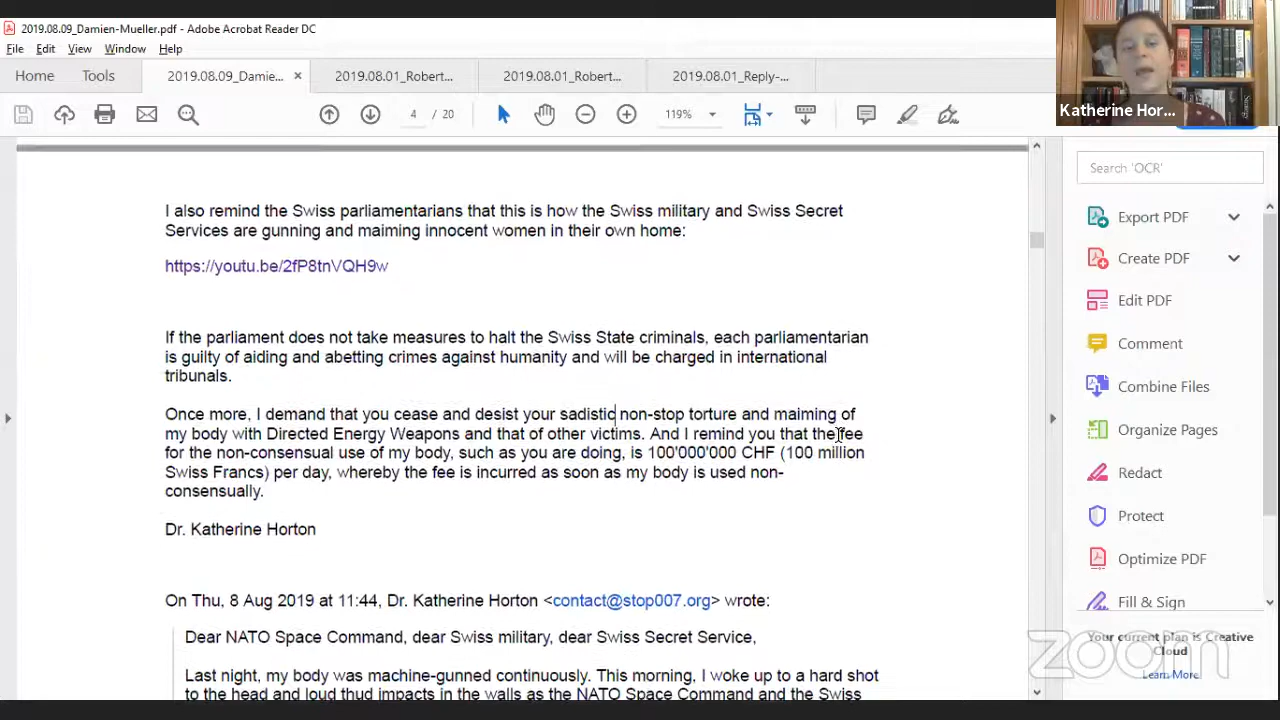 2019.08.09_Damien-Mueller.pdf - Adobe Acrobat Reader DC
File Edit View Window Help
Home Tools 2019.08.09_Damie... × 2019.08.01_Robert... 2019.08.01_Robert... 2019.08.01_Reply-...
4 / 20 119%
Katherine Hor...
Search 'OCR'
Export PDF
Create PDF
Edit PDF
Comment
Combine Files
Organize Pages
Redact
Protect
Optimize PDF
Fill & Sign
Your current plan is Creative
Cloud
Learn More
zoom
I also remind the Swiss parliamentarians that this is how the Swiss military and Swiss Secret
Services are gunning and maiming innocent women in their own home:
https://youtu.be/2fP8tnVQH9w
If the parliament does not take measures to halt the Swiss State criminals, each parliamentarian
is guilty of aiding and abetting crimes against humanity and will be charged in international
tribunals.
Once more, I demand that you cease and desist your sadistic non-stop torture and maiming of
my body with Directed Energy Weapons and that of other victims. And I remind you that the fee
for the non-consensual use of my body, such as you are doing, is 100'000'000 CHF (100 million
Swiss Francs) per day, whereby the fee is incurred as soon as my body is used non-
consensually.
Dr. Katherine Horton
On Thu, 8 Aug 2019 at 11:44, Dr. Katherine Horton <contact@stop007.org> wrote:
Dear NATO Space Command, dear Swiss military, dear Swiss Secret Service,
Last night, my body was machine-gunned continuously. This morning, I woke up to a hard shot
to the head and loud thud impacts in the walls as the NATO Space Command and the Swiss